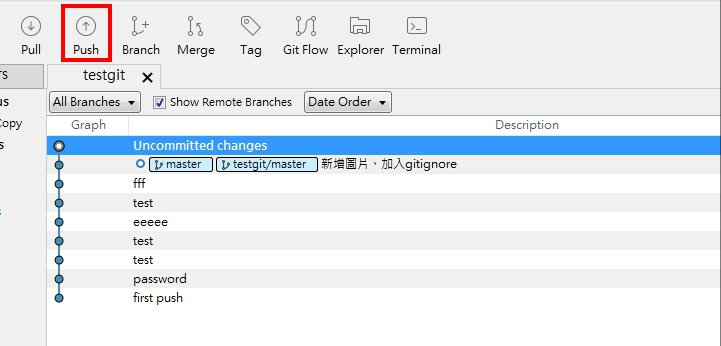 Pull Push Branch Merge Tag Git Flow Explorer Terminal
rs testgit
us All Branches Show Remote Branches Date Order
Copy Graph Description
s Uncommitted changes
master testgit/master 新增圖片、加入gitignore
fff
test
s eeeee
test
test
password
first push